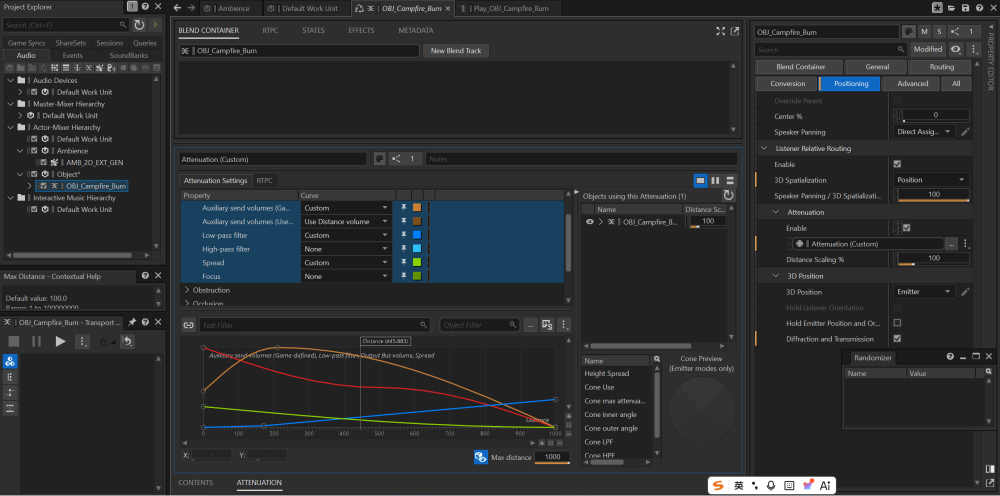 Project Explorer
1
Search (Ctrl+Shift+F)
Game Syncs
ShareSets
Sessions
Queries
Audio
Events
SoundBanks
Audio Devices
Default Work Unit
Master-Mixer Hierarchy
Default Work Unit
Actor-Mixer Hierarchy
Default Work Unit
Ambience
AMB_2D_EXT_GEN
Object*
OBJ_Campfire_Burn
Interactive Music Hierarchy
Default Work Unit
Max Distance - Contextual Help
Default value: 100.0
Range: 1 to 100000000
OBJ_Campfire_Burn - Transport ...
Ambience
Default Work Unit
OBJ_Campfire_Burn
Play_OBJ_Campfire_Burn
BLEND CONTAINER
RTPC
STATES
EFFECTS
METADATA
OBJ_Campfire_Burn
New Blend Track
Attenuation (Custom)
1
Notes
Attenuation Settings
RTPC
Property
Curve
Auxiliary send volumes (Ga...
Custom
Auxiliary send volumes (Use...
Use Distance volume
Low-pass filter
Custom
High-pass filter
None
Spread
Custom
Focus
None
Obstruction
Occlusion
Objects using this Attenuation (1)
Name
Distance Sc...
OBJ_Campfire_B...
100
Text Filter
Object Filter
...
Distance (445.883)
Auxiliary send volumes (Game-defined), Low-pass filter, Output Bus volume, Spread
Distance
0
100
200
300
400
500
600
700
800
900
1000
X:
Y:
Max distance
1000
Name
Height Spread
Cone Use
Cone max attenua...
Cone inner angle
Cone outer angle
Cone LPF
Cone HPF
Cone Preview
(Emitter modes only)
CONTENTS
ATTENUATION
OBJ_Campfire_Burn
M
S
1
Search
Modified
Blend Container
General
Routing
Conversion
Positioning
Advanced
All
Override Parent
Center %
0
Speaker Panning
Direct Assig...
Listener Relative Routing
Enable
3D Spatialization
Position
Speaker Panning / 3D Spatializati...
100
Attenuation
Enable
Attenuation (Custom)
...
Distance Scaling %
100
3D Position
3D Position
Emitter
Hold Listener Orientation
Hold Emitter Position and Or...
Diffraction and Transmission
PROPERTY EDITOR
Randomizer
Name
Value
英